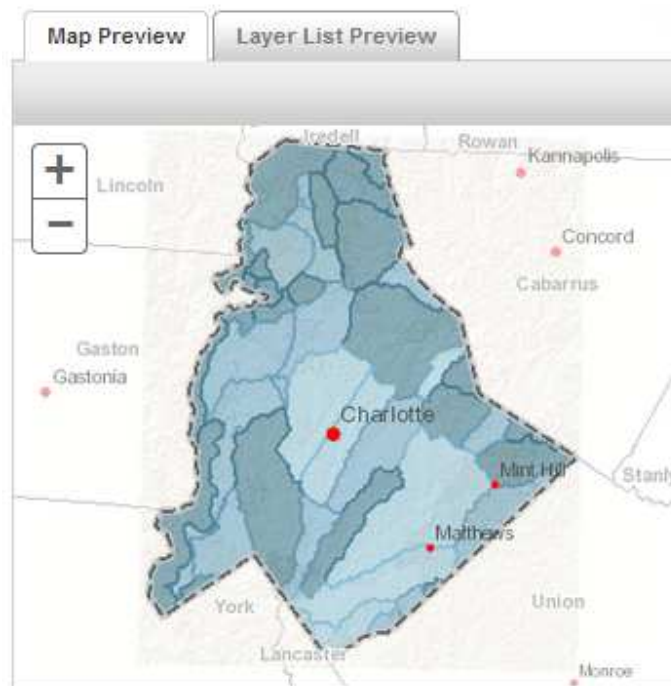 Map Preview
Layer List Preview
Iredell
Rowan
+
Kannapolis
Lincoln
−
Concord
Cabarrus
Gaston
Gastonia
Charlotte
Mint Hill
Stanly
Matthews
York
Union
Lancaster
Monroe